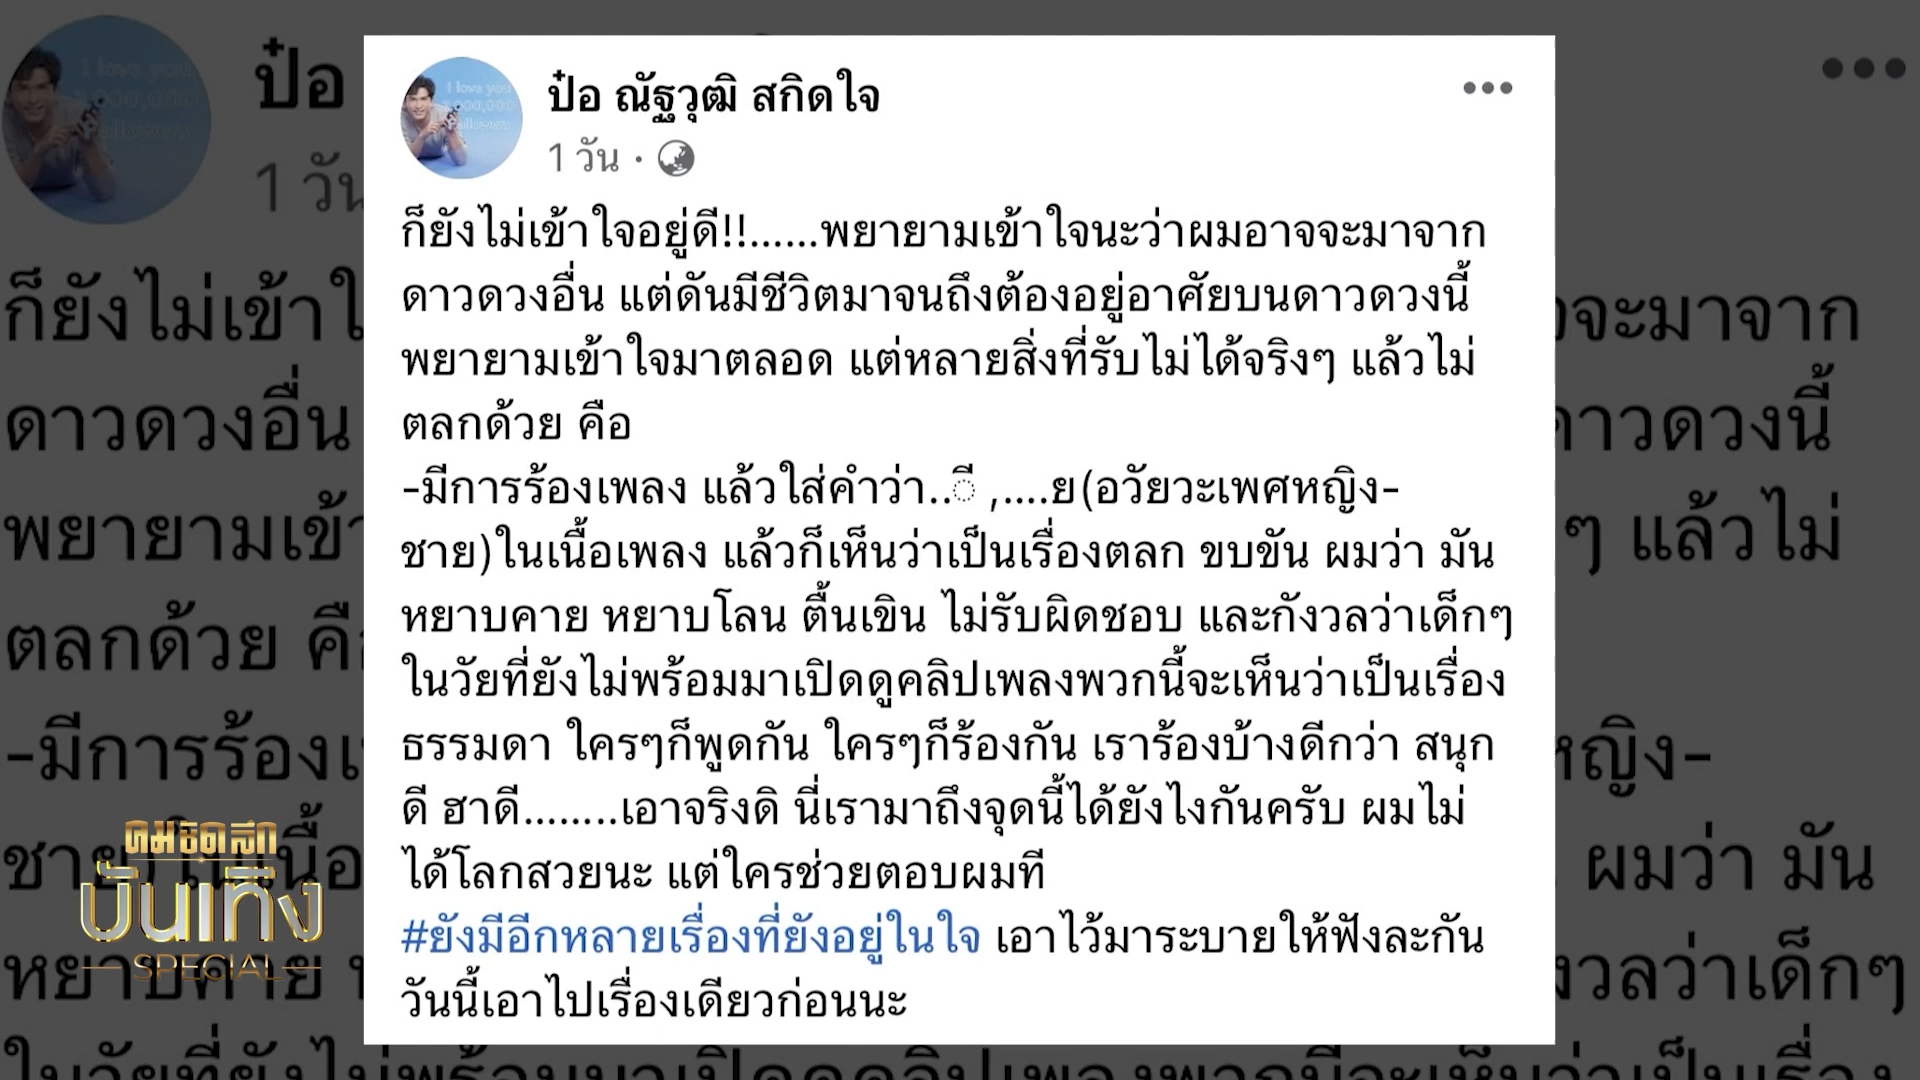 ป๋อ ณัฐวุฒิ สกิดใจ
1 วัน
ก็ยังไม่เข้าใจอยู่ดี!!......พยายามเข้าใจนะว่าผมอาจจะมาจาก
ดาวดวงอื่น แต่ดันมีชีวิตมาจนถึงต้องอยู่อาศัยบนดาวดวงนี้
พยายามเข้าใจมาตลอด แต่หลายสิ่งที่รับไม่ได้จริงๆ แล้วไม่
ตลกด้วย คือ
-มีการร้องเพลง แล้วใส่คำว่า..ี ,....ย(อวัยวะเพศหญิง-
ชาย)ในเนื้อเพลง แล้วก็เห็นว่าเป็นเรื่องตลก ขบขัน ผมว่า มัน
หยาบคาย หยาบโลน ตื้นเขิน ไม่รับผิดชอบ และกังวลว่าเด็กๆ
ในวัยที่ยังไม่พร้อมมาเปิดดูคลิปเพลงพวกนี้จะเห็นว่าเป็นเรื่อง
ธรรมดา ใครๆก็พูดกัน ใครๆก็ร้องกัน เราร้องบ้างดีกว่า สนุก
ดี ฮาดี........เอาจริงดิ นี่เรามาถึงจุดนี้ได้ยังไงกันครับ ผมไม่
ได้โลกสวยนะ แต่ใครช่วยตอบผมที
#ยังมีอีกหลายเรื่องที่ยังอยู่ในใจ เอาไว้มาระบายให้ฟังละกัน
วันนี้เอาไปเรื่องเดียวก่อนนะ
คมชัดลึก
บันเทิง
SPECIAL